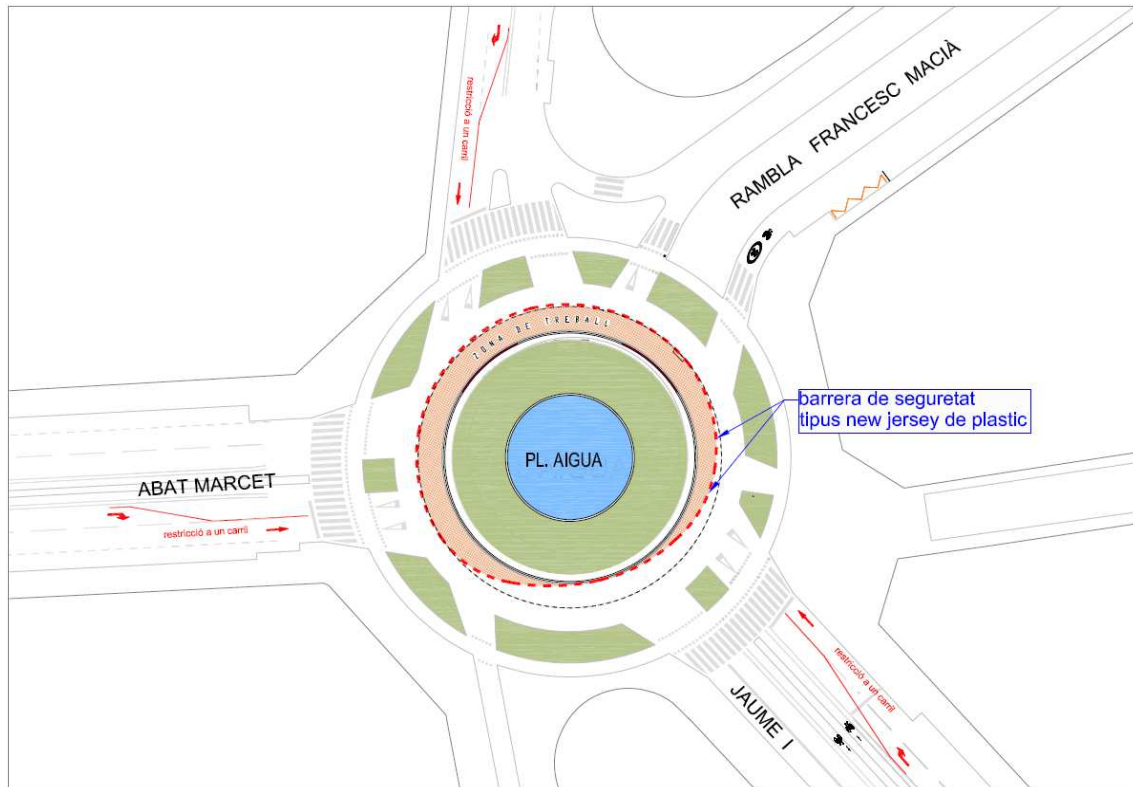 restricció a un carril
RAMBLA FRANCESC MACIÀ
ZONA DE TREBALL
barrera de seguretat
tipus new jersey de plastic
PL. AIGUA
ABAT MARCET
restricció a un carril
restricció a un carril
JAUME I